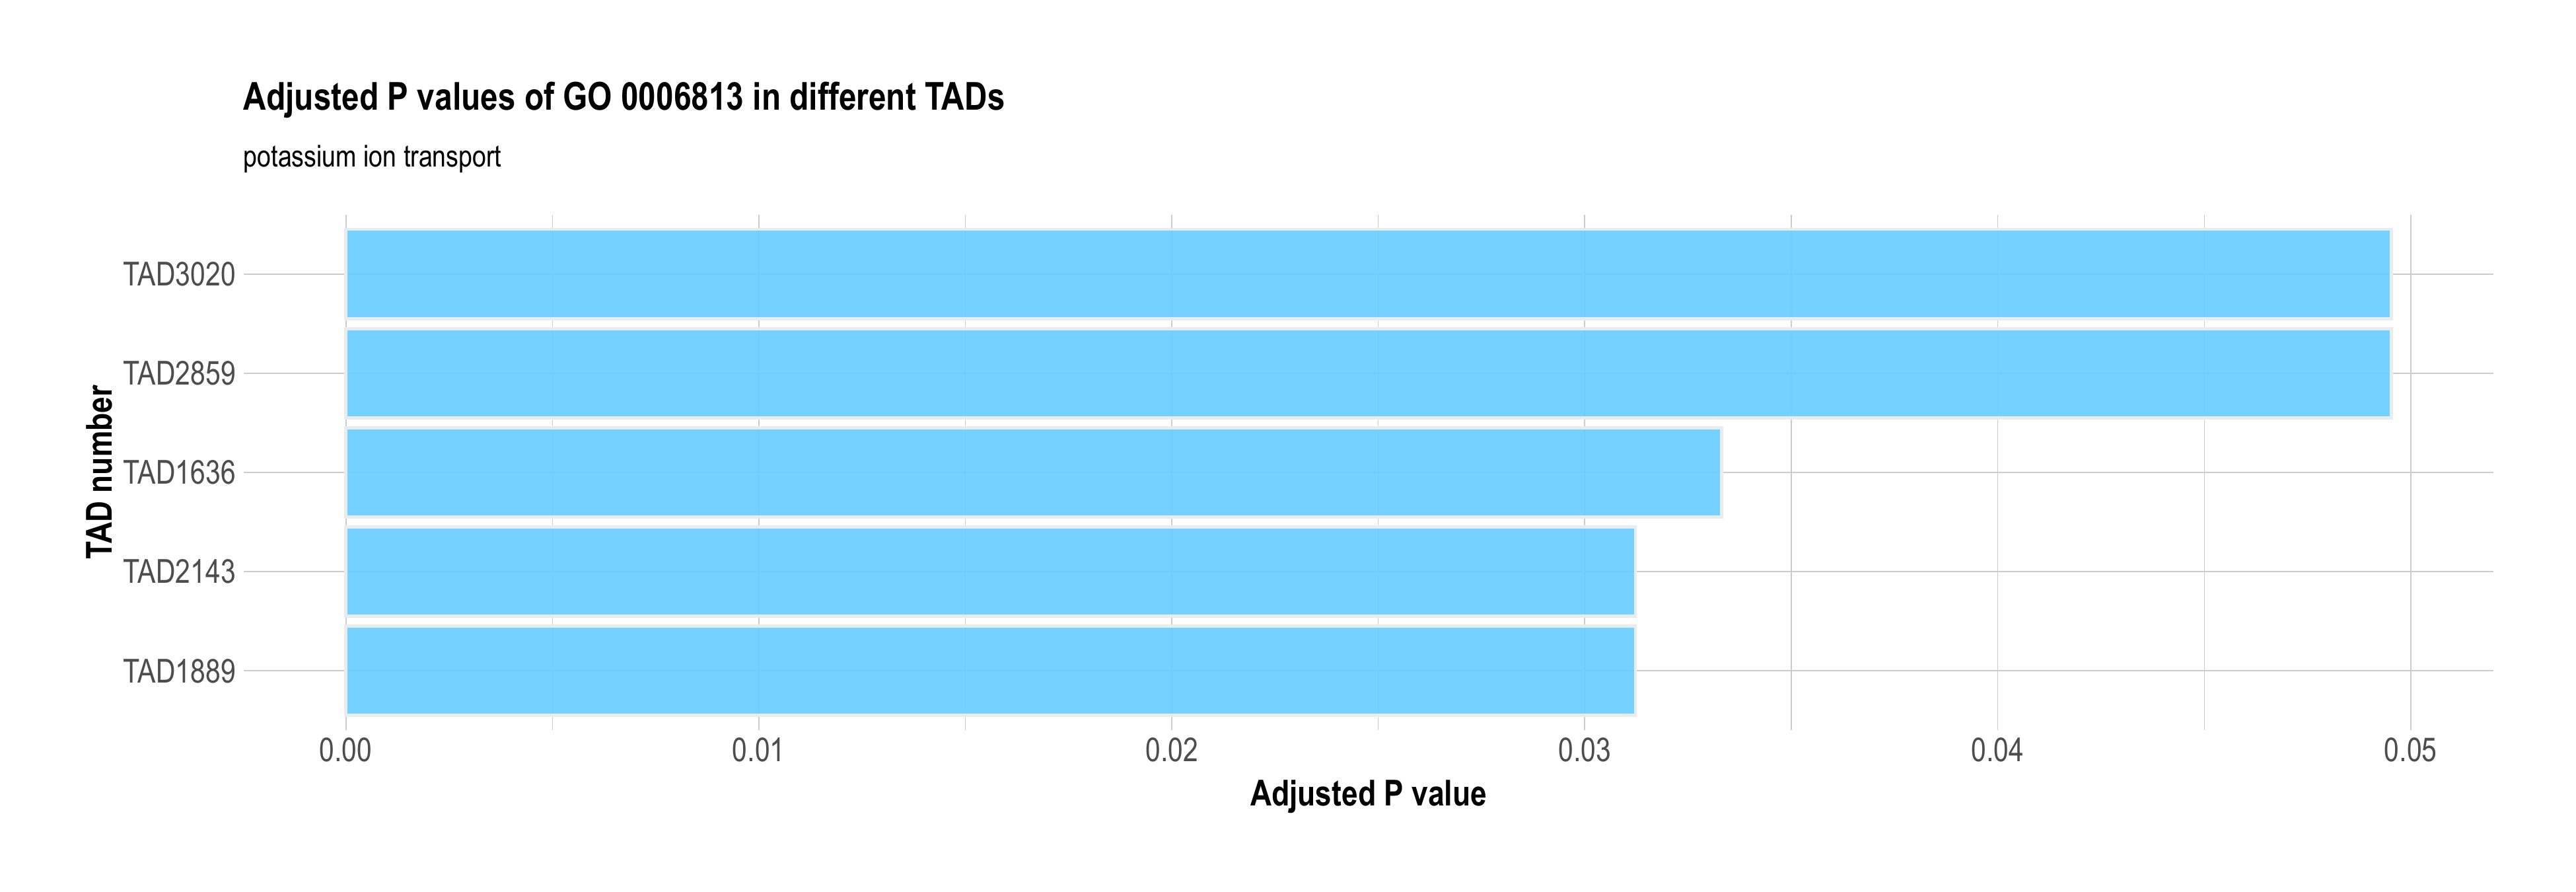 Adjusted P values of GO 0006813 in different TADs
potassium ion transport
TAD number
TAD3020
TAD2859
TAD1636
TAD2143
TAD1889
0.00 0.01 0.02 0.03 0.04 0.05
Adjusted P value